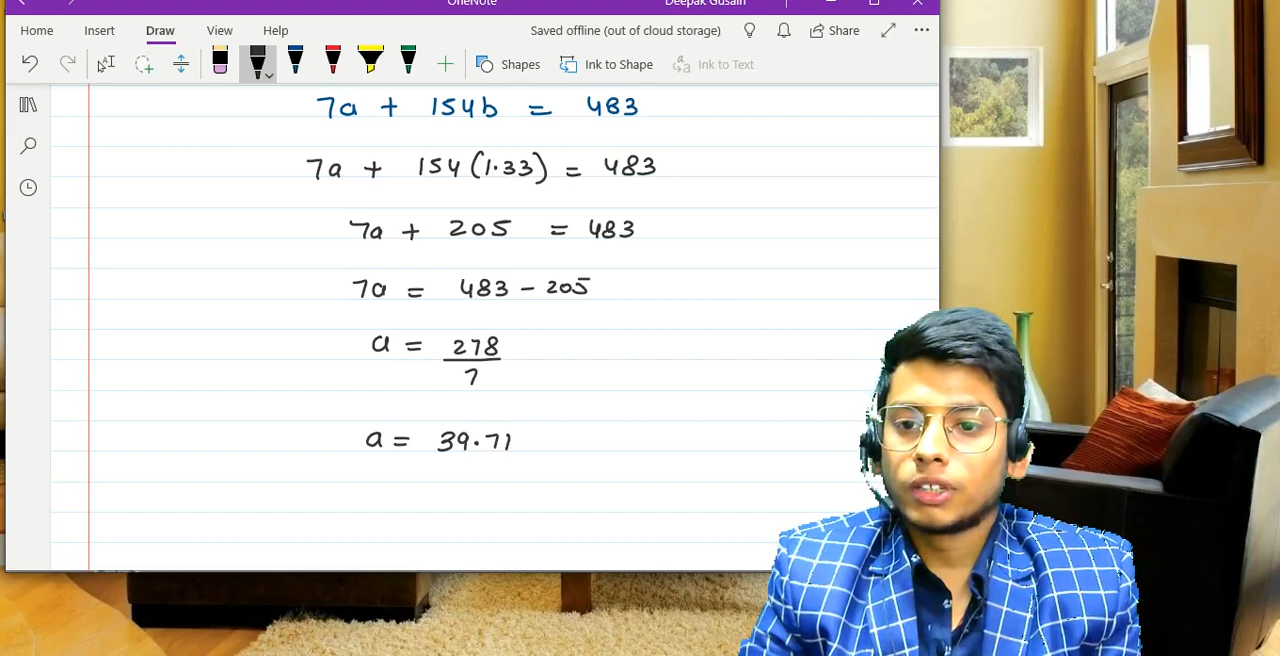 OneNote
Deepak Gusain
Home Insert Draw View Help
Saved offline (out of cloud storage)
Share
Shapes Ink to Shape Ink to Text
7a + 154b = 483
7a + 154(1.33) = 483
7a + 205 = 483
7a = 483 - 205
a = 278/7
a = 39.71